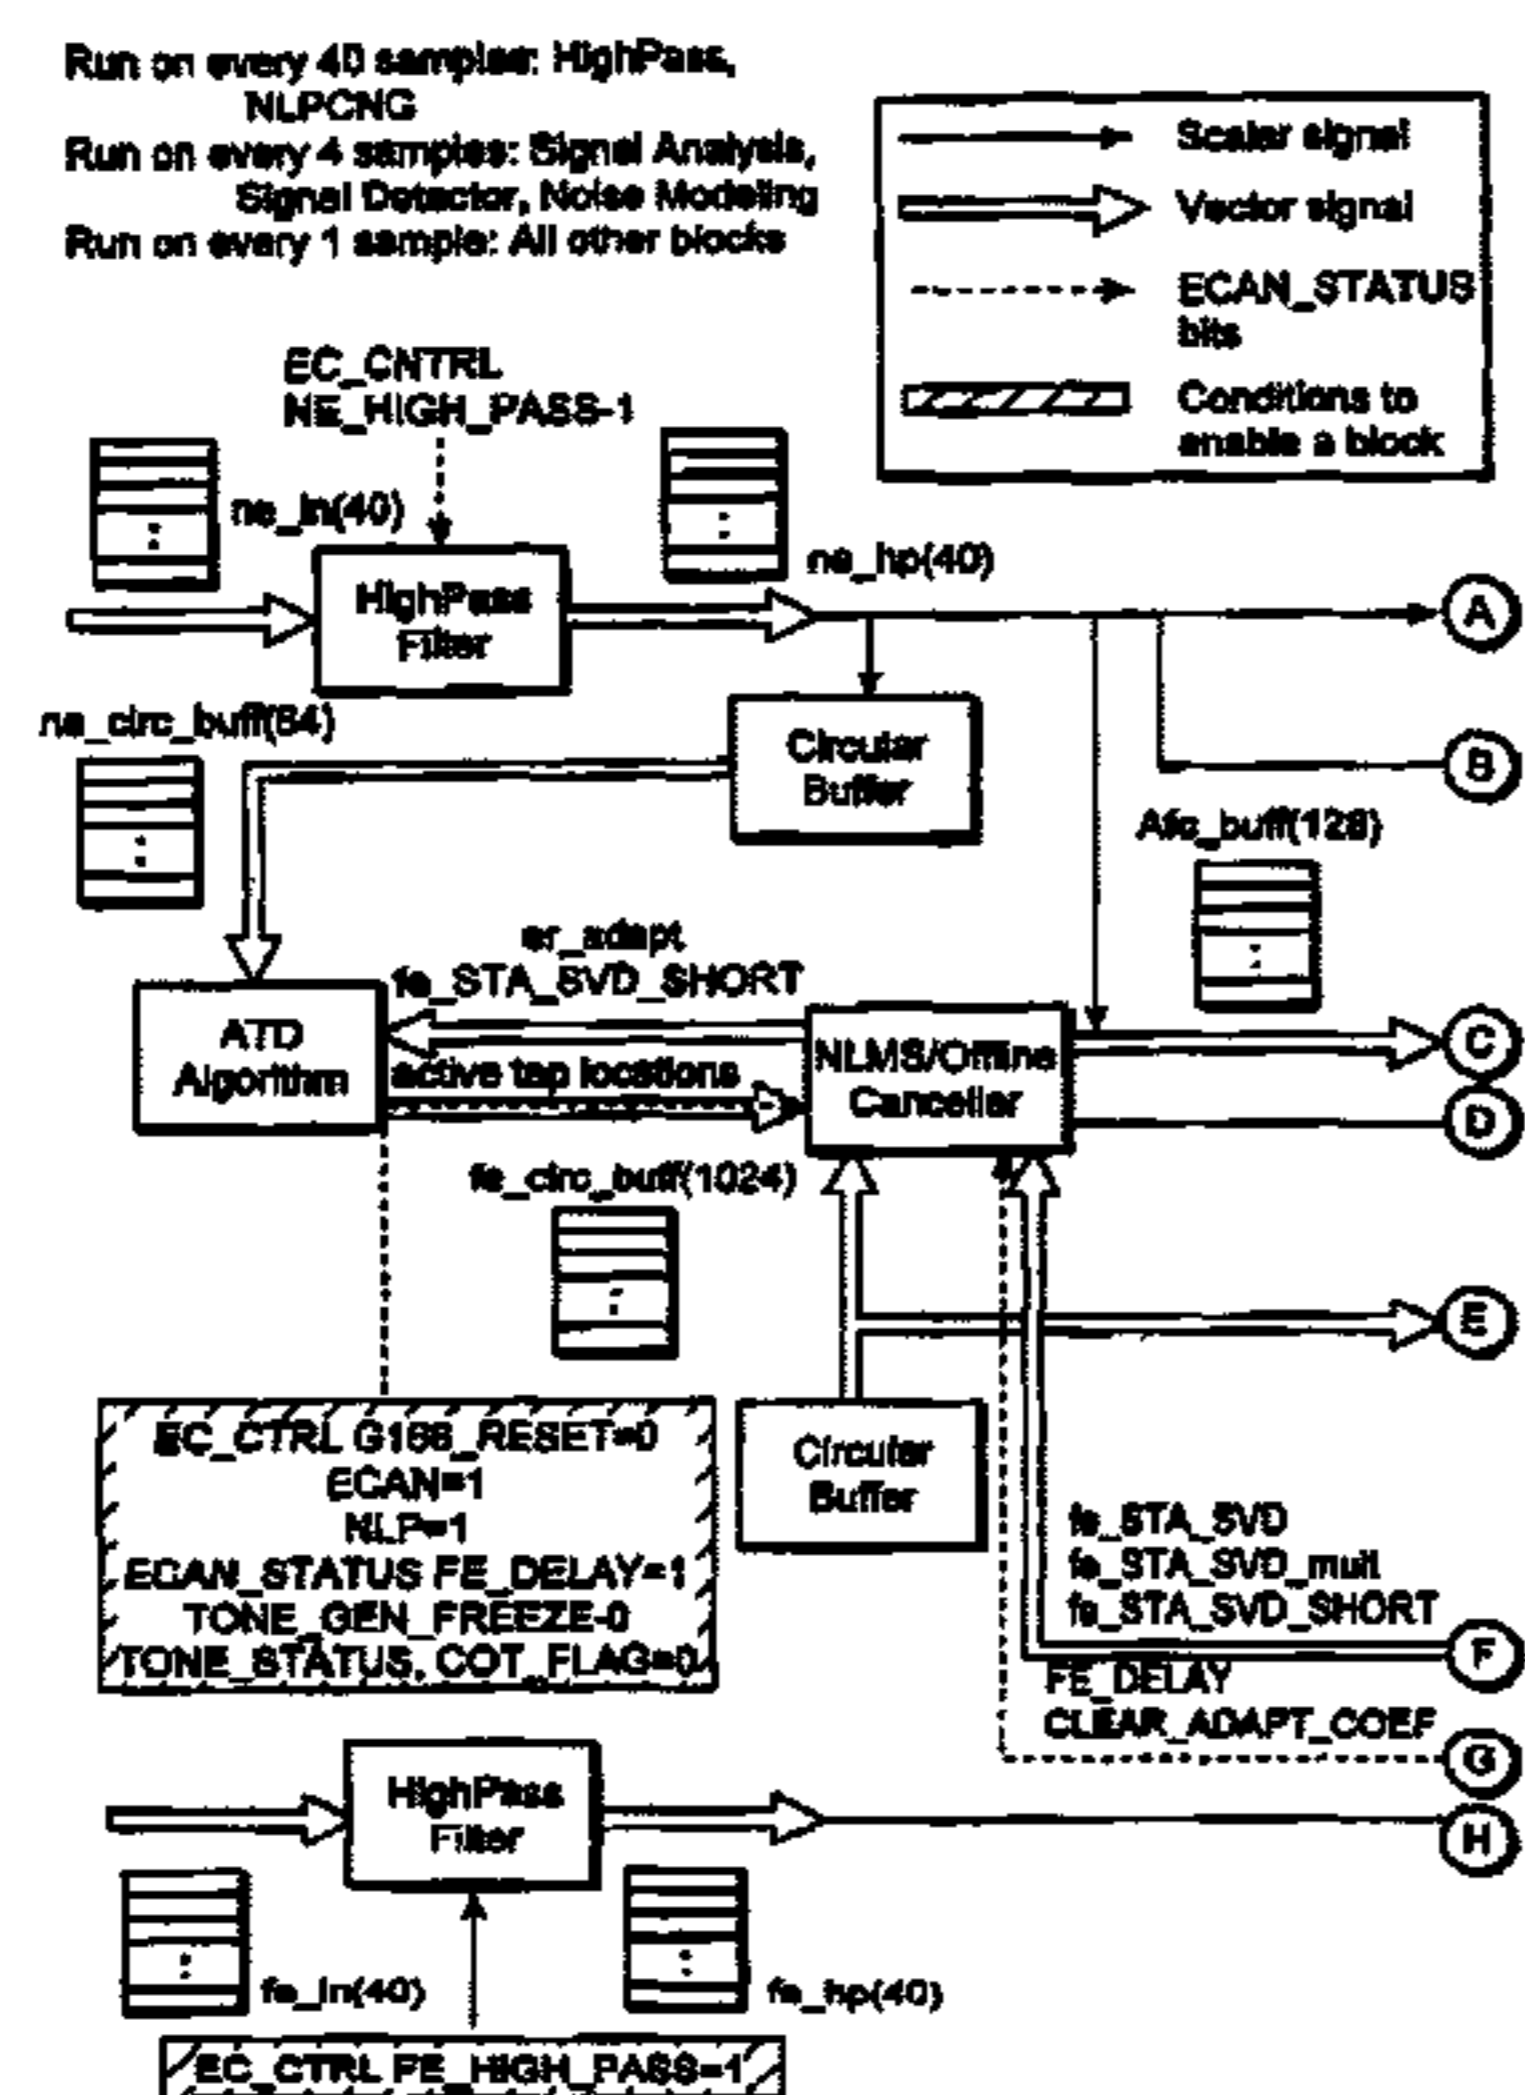 Run on every 40 samples: HighPass,
NLPCNG
Run on every 4 samples: Signal Analysis,
Signal Detector, Noise Modeling
Run on every 1 sample: All other blocks
Scalar signal
Vector signal
ECAN_STATUS
bits
Conditions to
enable a block
EC_CNTRL
NE_HIGH_PASS-1
ne_in(40)
ne_hp(40)
HighPass
Filter
A
ne_circ_buff(64)
Circular
Buffer
B
Afc_buff(128)
er_adapt
fe_STA_SVD_SHORT
ATD
Algorithm
active tap locations
NLMS/Offline
Canceller
C
D
fe_circ_buff(1024)
E
EC_CTRL G168_RESET=0
ECAN=1
NLP=1
ECAN_STATUS FE_DELAY=1
TONE_GEN_FREEZE-0
TONE_STATUS, COT_FLAG=0
Circular
Buffer
fe_STA_SVD
fe_STA_SVD_mult
fe_STA_SVD_SHORT
F
FE_DELAY
CLEAR_ADAPT_COEF
G
HighPass
Filter
H
fe_in(40)
fe_hp(40)
EC_CTRL FE_HIGH_PASS=1